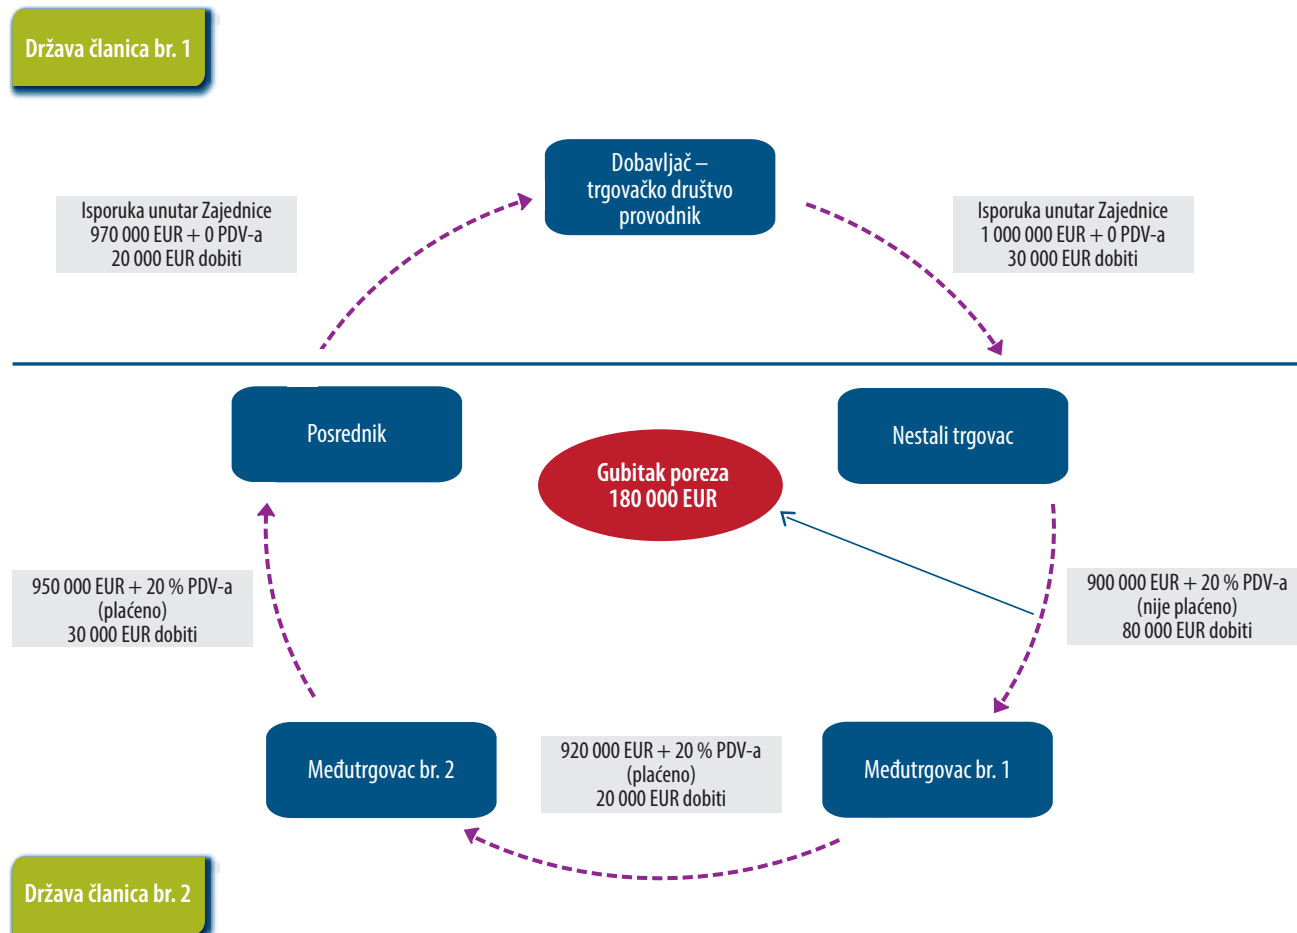 Država članica br. 1
Dobavljač –
trgovačko društvo
provodnik
Isporuka unutar Zajednice
970 000 EUR + 0 PDV-a
20 000 EUR dobiti
Isporuka unutar Zajednice
1 000 000 EUR + 0 PDV-a
30 000 EUR dobiti
Posrednik
Gubitak poreza
180 000 EUR
Nestali trgovac
950 000 EUR + 20 % PDV-a
(plaćeno)
30 000 EUR dobiti
900 000 EUR + 20 % PDV-a
(nije plaćeno)
80 000 EUR dobiti
Međutrgovac br. 2
920 000 EUR + 20 % PDV-a
(plaćeno)
20 000 EUR dobiti
Međutrgovac br. 1
Država članica br. 2